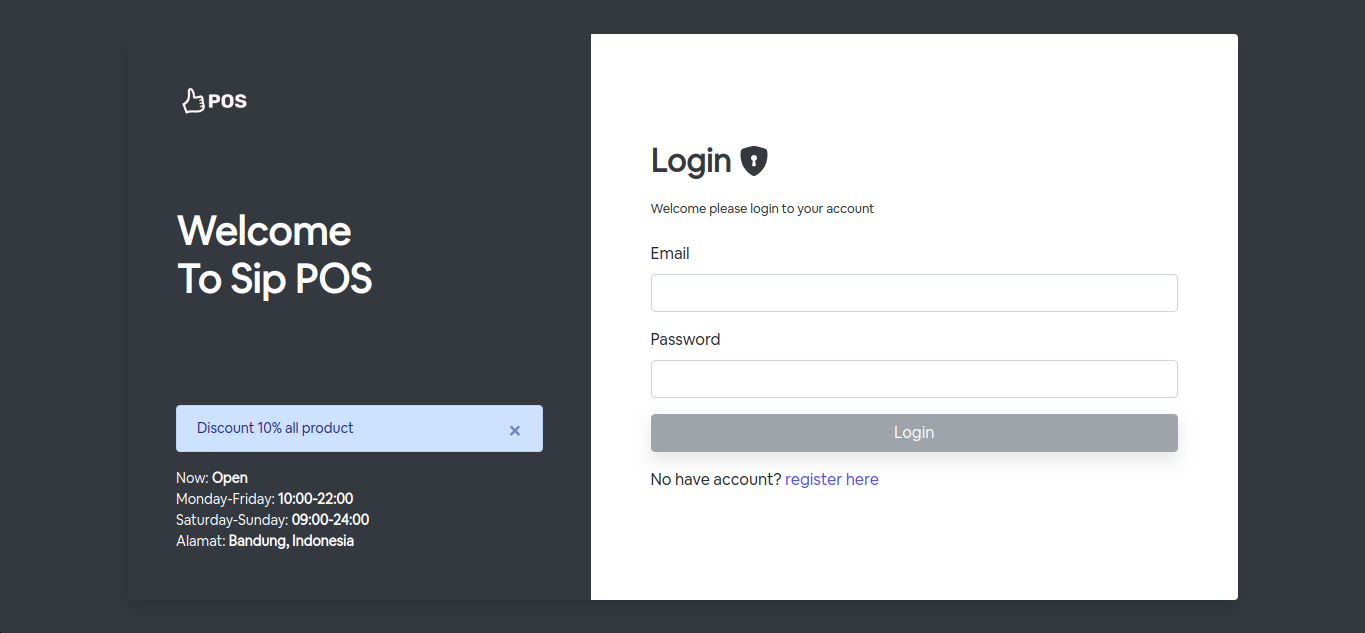 POS
Welcome
To Sip POS
Discount 10% all product ×
Now: Open
Monday-Friday: 10:00-22:00
Saturday-Sunday: 09:00-24:00
Alamat: Bandung, Indonesia
Login
Welcome please login to your account
Email
Password
Login
No have account? register here